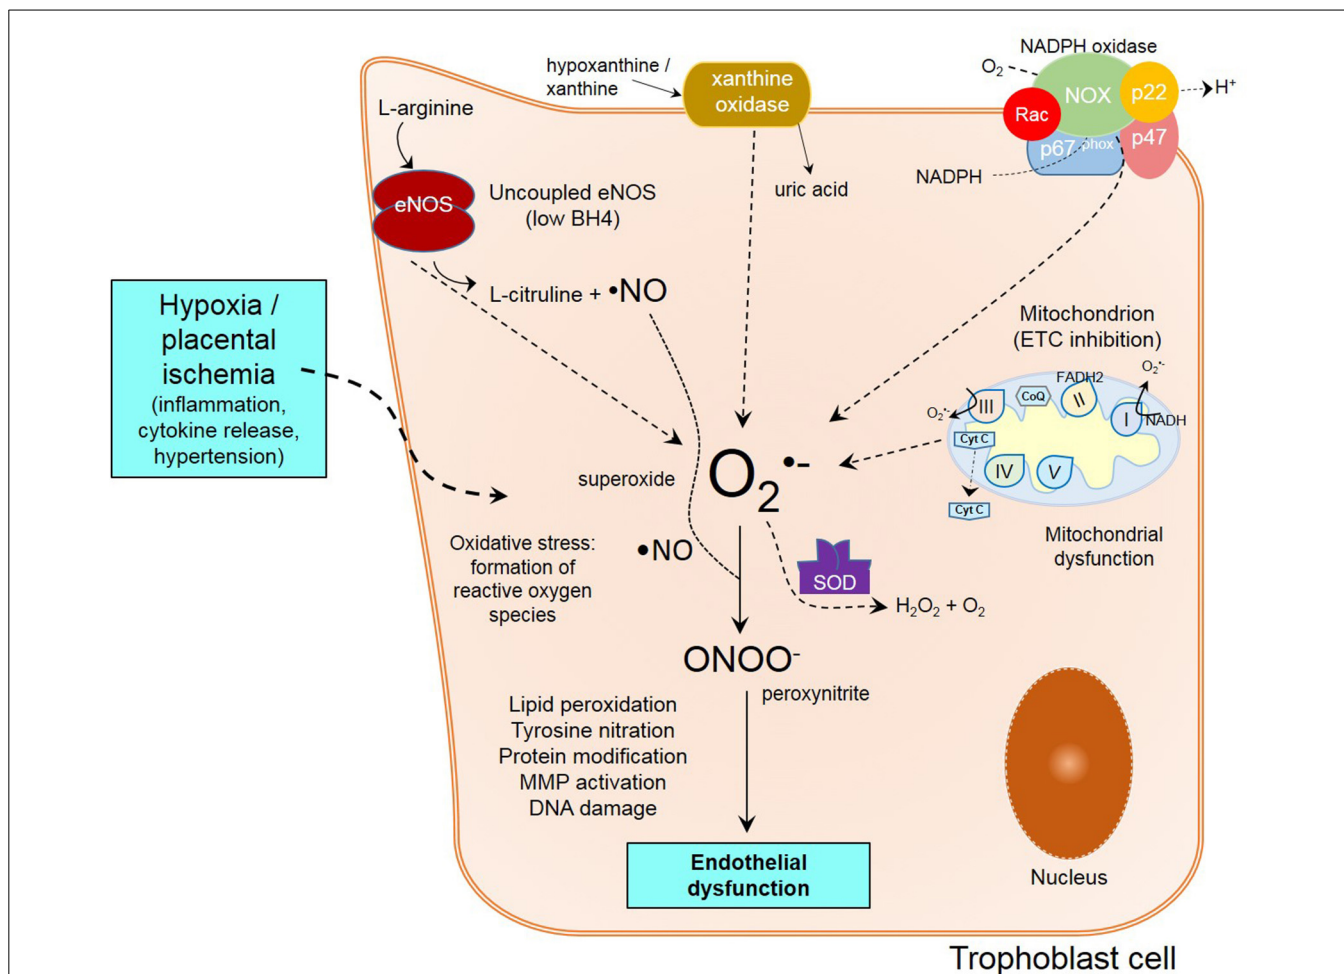 NADPH oxidase
O₂
NOX
p22
H⁺
Rac
p67
phox
p47
NADPH
hypoxanthine /
xanthine
xanthine
oxidase
uric acid
L-arginine
eNOS
Uncoupled eNOS
(low BH4)
L-citruline + •NO
Hypoxia /
placental
ischemia
(inflammation,
cytokine release,
hypertension)
Mitochondrion
(ETC inhibition)
FADH2
O₂•-
CoQ
II
III
I
NADH
O₂•-
Cyt C
IV
V
Cyt C
Mitochondrial
dysfunction
superoxide
O₂•-
•NO
Oxidative stress:
formation of
reactive oxygen
species
SOD
H₂O₂ + O₂
ONOO⁻
peroxynitrite
Lipid peroxidation
Tyrosine nitration
Protein modification
MMP activation
DNA damage
Endothelial
dysfunction
Nucleus
Trophoblast cell